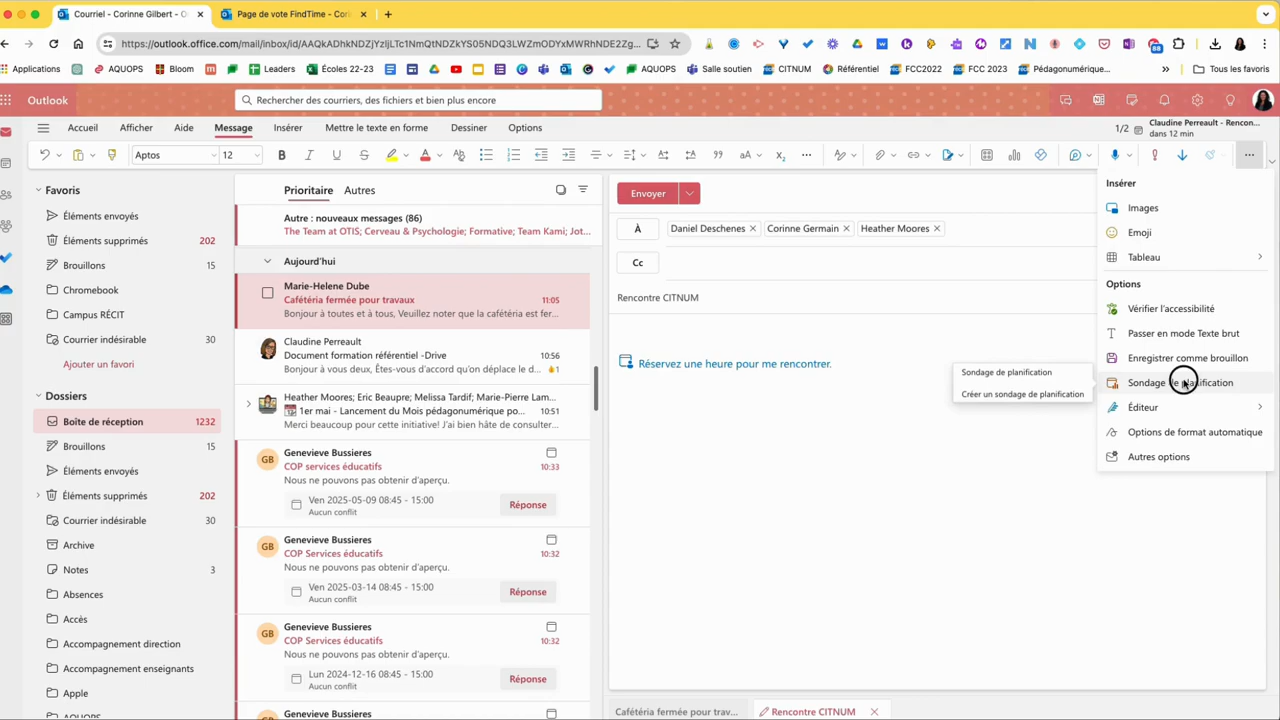 Courriel - Corinne Gilbert - O
Page de vote FindTime - Cori
https://outlook.office.com/mail/inbox/id/AAQkADhkNDZjYzljLTc1NmQtNDZkYS05NDQ3LWZmODYxMWRhNDE2Zg...
88
Applications
AQUOPS
Bloom
Leaders
Écoles 22-23
AQUOPS
Salle soutien
CITNUM
Référentiel
FCC2022
FCC 2023
Pédagonumérique...
Tous les favoris
Outlook
Rechercher des courriers, des fichiers et bien plus encore
Accueil
Afficher
Aide
Message
Insérer
Mettre le texte en forme
Dessiner
Options
1/2
Claudine Perreault - Rencon...
dans 12 min
Aptos
12
Favoris
Éléments envoyés
Éléments supprimés 202
Brouillons 15
Chromebook
Campus RÉCIT
Courrier indésirable 30
Ajouter un favori
Dossiers
Boîte de réception 1232
Brouillons 15
Éléments envoyés
Éléments supprimés 202
Courrier indésirable 30
Archive
Notes 3
Absences
Accès
Accompagnement direction
Accompagnement enseignants
Apple
AQUOPS
Prioritaire
Autres
Autre : nouveaux messages (86)
The Team at OTIS; Cerveau & Psychologie; Formative; Team Kami; Jot...
Aujourd'hui
Marie-Helene Dube
Cafétéria fermée pour travaux 11:05
Bonjour à toutes et à tous, Veuillez noter que la cafétéria est fer...
Claudine Perreault
Document formation référentiel -Drive 10:56
Bonjour à vous deux, Êtes-vous d'accord qu'on déplace le d... 1
Heather Moores; Eric Beaupre; Melissa Tardif; Marie-Pierre Lam...
1er mai - Lancement du Mois pédagonumérique 10:51
Merci beaucoup pour cette initiative! J'ai bien hâte de consulter...
GB
Genevieve Bussieres
COP services éducatifs 10:33
Nous ne pouvons pas obtenir d'aperçu.
Ven 2025-05-09 08:45 - 15:00
Aucun conflit
Réponse
GB
Genevieve Bussieres
COP Services éducatifs 10:32
Nous ne pouvons pas obtenir d'aperçu.
Ven 2025-03-14 08:45 - 15:00
Aucun conflit
Réponse
GB
Genevieve Bussieres
COP Services éducatifs 10:32
Nous ne pouvons pas obtenir d'aperçu.
Lun 2024-12-16 08:45 - 15:00
Aucun conflit
Réponse
Genevieve Bussieres
Envoyer
À
Daniel Deschenes
Corinne Germain
Heather Moores
Cc
Rencontre CITNUM
Réservez une heure pour me rencontrer.
Sondage de planification
Créer un sondage de planification
Insérer
Images
Emoji
Tableau
Options
Vérifier l'accessibilité
Passer en mode Texte brut
Enregistrer comme brouillon
Sondage de planification
Éditeur
Options de format automatique
Autres options
Cafétéria fermée pour trav...
Rencontre CITNUM